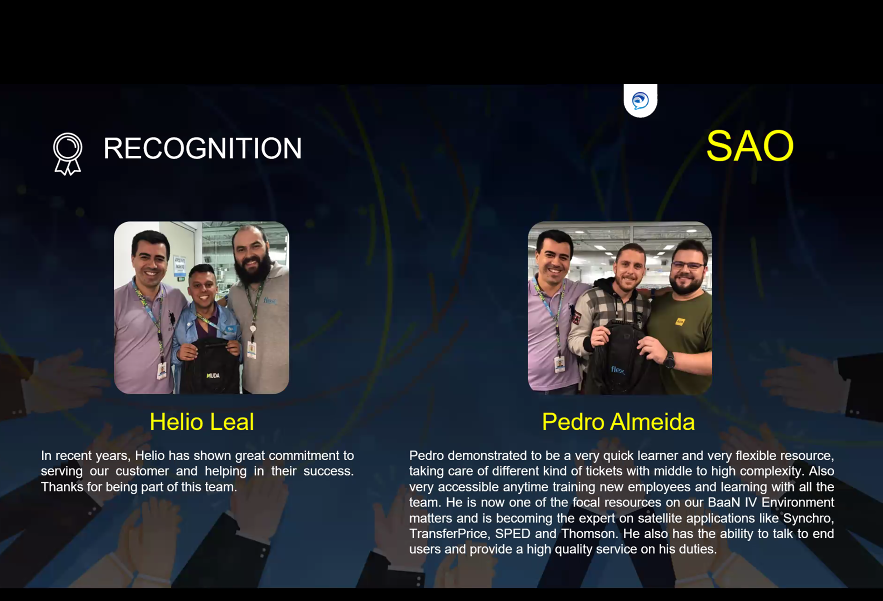 RECOGNITION
SAO
MUDA
flex
flex
Helio Leal
In recent years, Helio has shown great commitment to
serving our customer and helping in their success.
Thanks for being part of this team.
Pedro Almeida
Pedro demonstrated to be a very quick learner and very flexible resource,
taking care of different kind of tickets with middle to high complexity. Also
very accessible anytime training new employees and learning with all the
team. He is now one of the focal resources on our BaaN IV Environment
matters and is becoming the expert on satellite applications like Synchro,
TransferPrice, SPED and Thomson. He also has the ability to talk to end
users and provide a high quality service on his duties.